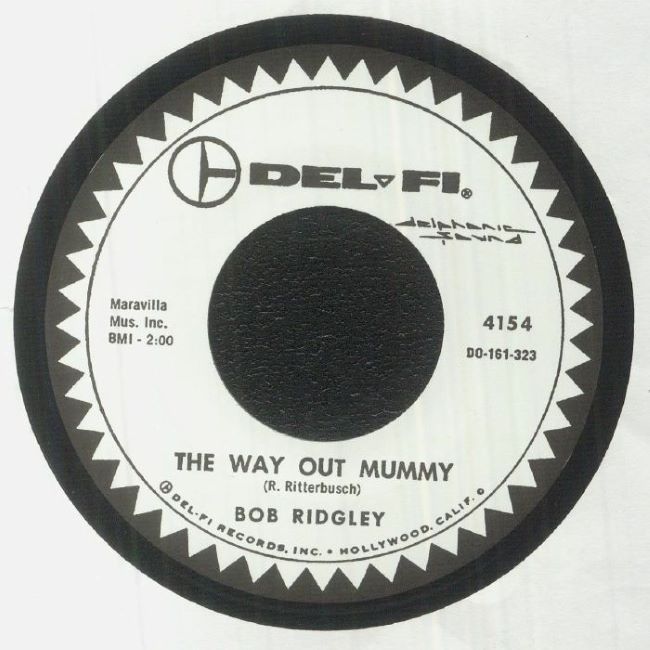 DEL-FI®
delphonic
sound
Maravilla
Mus. Inc.
BMI - 2:00
4154
DO-161-323
THE WAY OUT MUMMY
(R. Ritterbusch)
BOB RIDGLEY
DEL-FI RECORDS, INC. • HOLLYWOOD, CALIF.